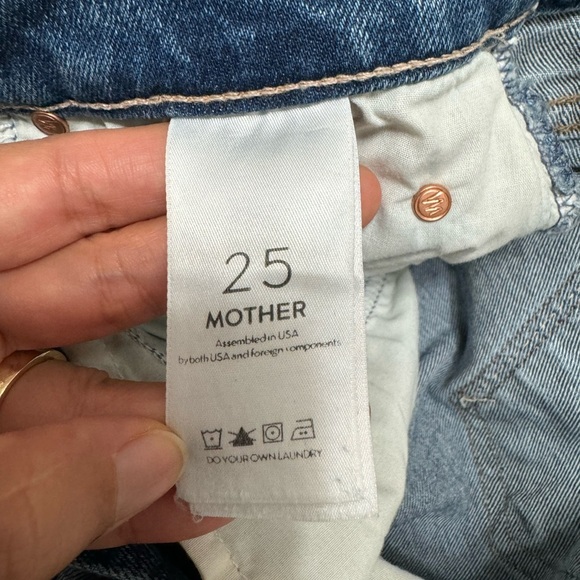 25
MOTHER
Assembled in USA
by both USA and foreign components
DO YOUR OWN LAUNDRY